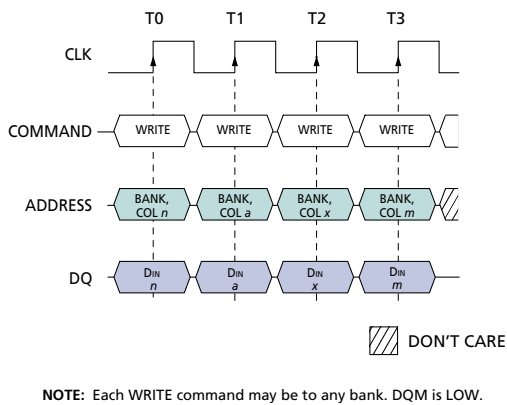 T0 T1 T2 T3
CLK
COMMAND WRITE WRITE WRITE WRITE
ADDRESS BANK, COL n BANK, COL a BANK, COL x BANK, COL m
DQ DIN n DIN a DIN x DIN m
DON'T CARE
NOTE: Each WRITE command may be to any bank. DQM is LOW.